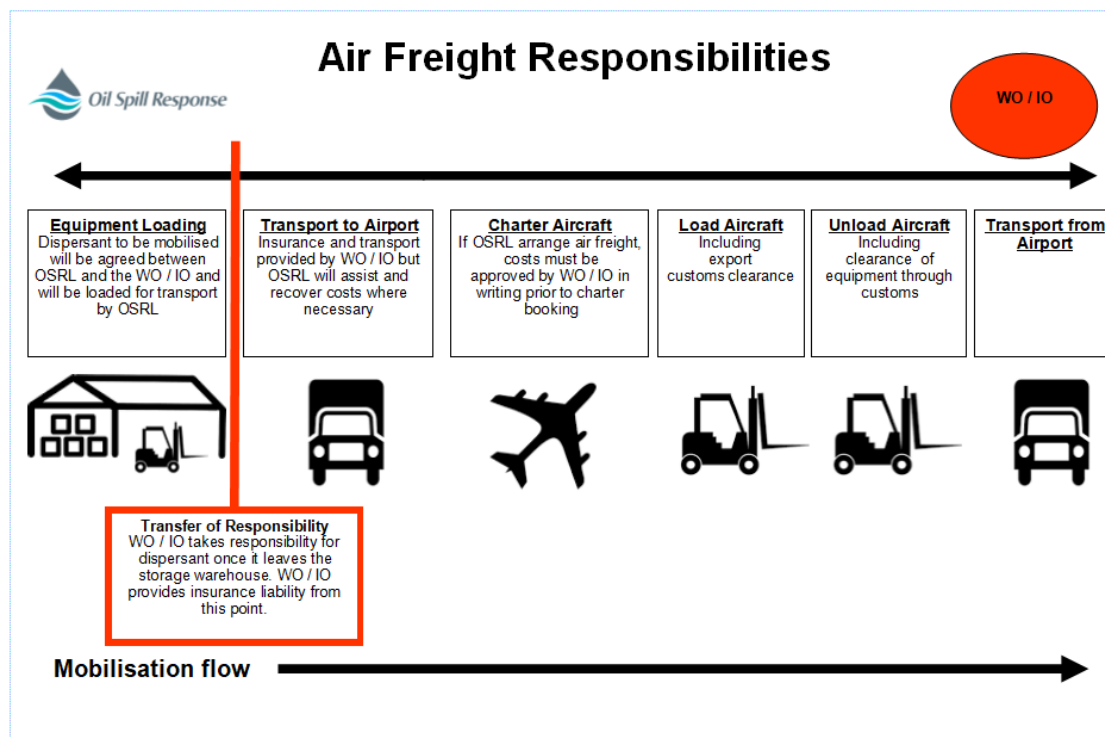 Air Freight Responsibilities
Oil Spill Response
WO / IO
Equipment Loading
Dispersant to be mobilised
will be agreed between
OSRL and the WO / IO and
will be loaded for transport
by OSRL
Transport to Airport
Insurance and transport
provided by WO / IO but
OSRL will assist and
recover costs where
necessary
Charter Aircraft
If OSRL arrange air freight,
costs must be
approved by WO / IO in
writing prior to charter
booking
Load Aircraft
Including
export
customs clearance
Unload Aircraft
Including
clearance of
equipment through
customs
Transport from
Airport
Transfer of Responsibility
WO / IO takes responsibility for
dispersant once it leaves the
storage warehouse. WO / IO
provides insurance liability from
this point.
Mobilisation flow